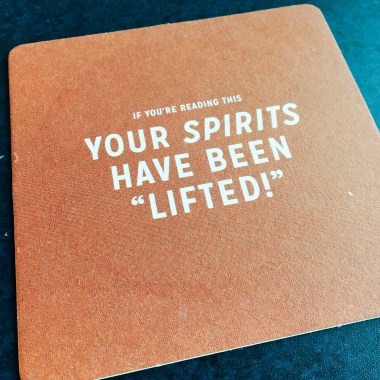 IF YOU'RE READING THIS
YOUR SPIRITS
HAVE BEEN
“LIFTED!”